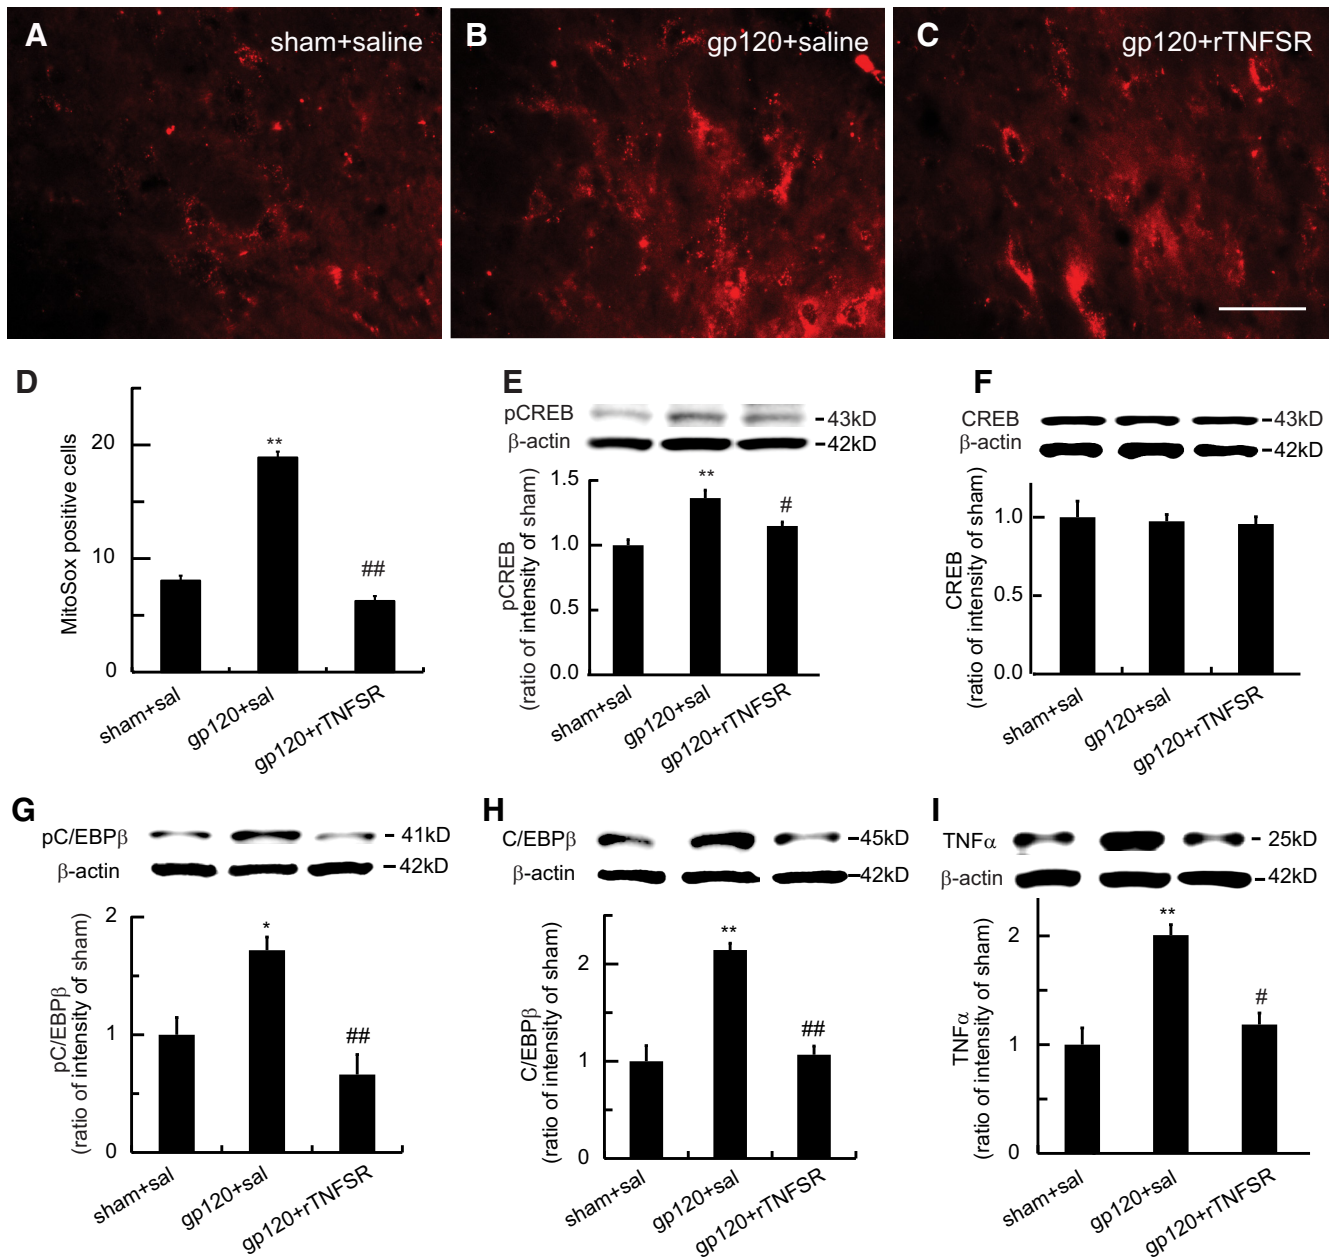 A
sham+saline
B
gp120+saline
C
gp120+rTNFSR
D
MitoSox positive cells
20
10
0
**
##
sham+sal
gp120+sal
gp120+rTNFSR
E
pCREB
43kD
β-actin
42kD
pCREB
(ratio of intensity of sham)
1.5
1.0
0.5
0.0
**
#
sham+sal
gp120+sal
gp120+rTNFSR
F
CREB
43kD
β-actin
42kD
CREB
(ratio of intensity of sham)
1.0
0.5
0.0
sham+sal
gp120+sal
gp120+rTNFSR
G
pC/EBPβ
41kD
β-actin
42kD
pC/EBPβ
(ratio of intensity of sham)
2
1
0
*
##
sham+sal
gp120+sal
gp120+rTNFSR
H
C/EBPβ
45kD
β-actin
42kD
C/EBPβ
(ratio of intensity of sham)
2
1
0
**
##
sham+sal
gp120+sal
gp120+rTNFSR
I
TNFα
25kD
β-actin
42kD
TNFα
(ratio of intensity of sham)
2
1
0
**
#
sham+sal
gp120+sal
gp120+rTNFSR